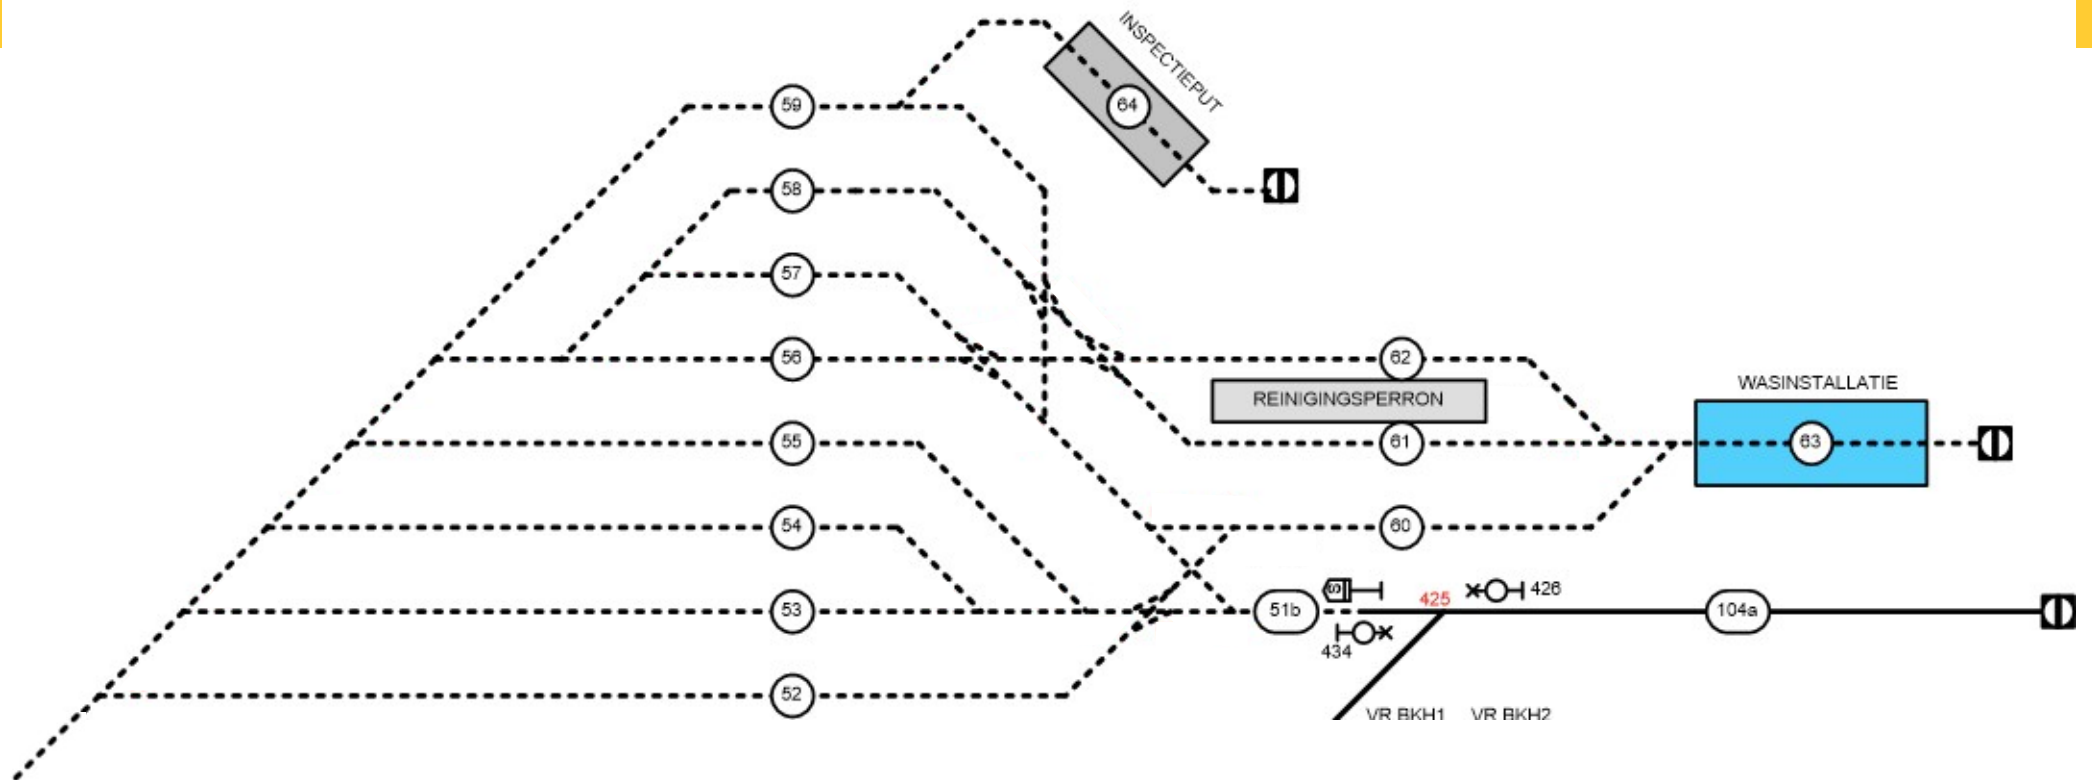 INSPECTIEPUT
59
64
58
57
56
62
WASINSTALLATIE
REINIGINGSPERRON
55
61
63
54
60
53
51b
S
425
426
104a
434
52
VR BKH1 VR BKH2